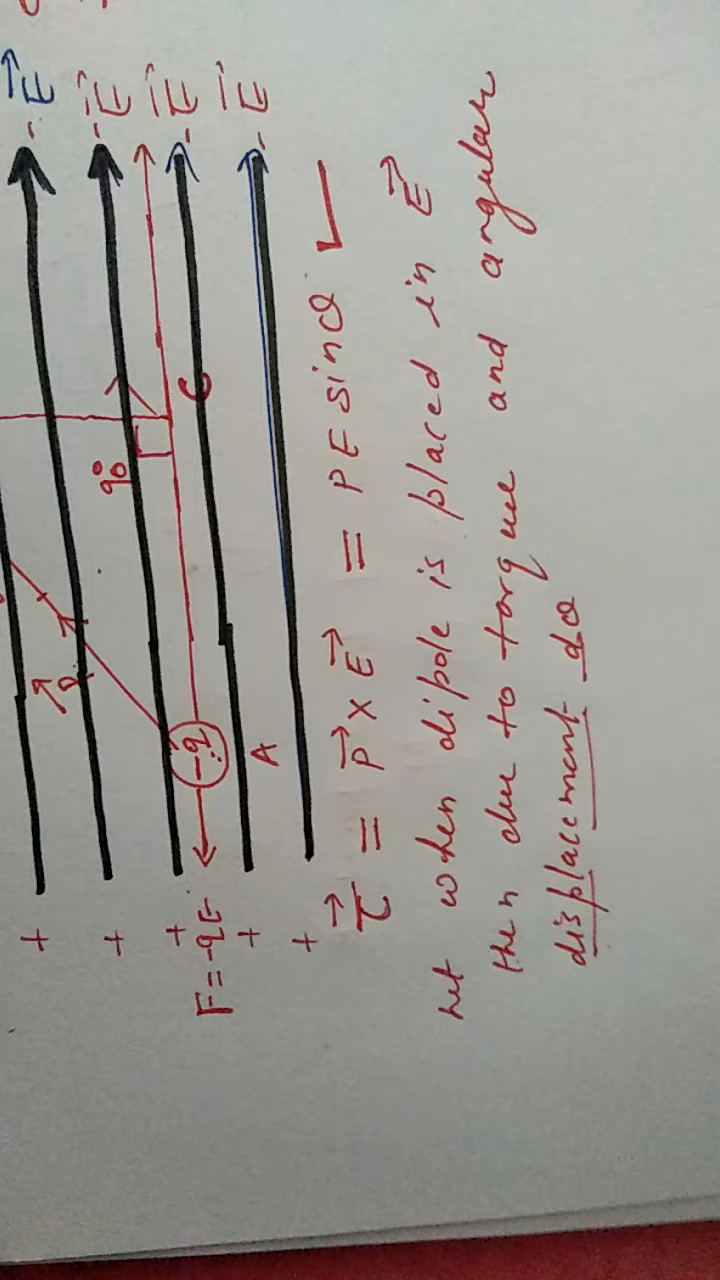 + - E⃗
+ P⃗ 90° - E⃗
+ - E⃗
F = -qE -q C
+ A - E⃗
+
τ⃗ = P⃗ × E⃗ = PE sinθ
Let when dipole is placed in E⃗
then due to torque and angular
displacement dθ